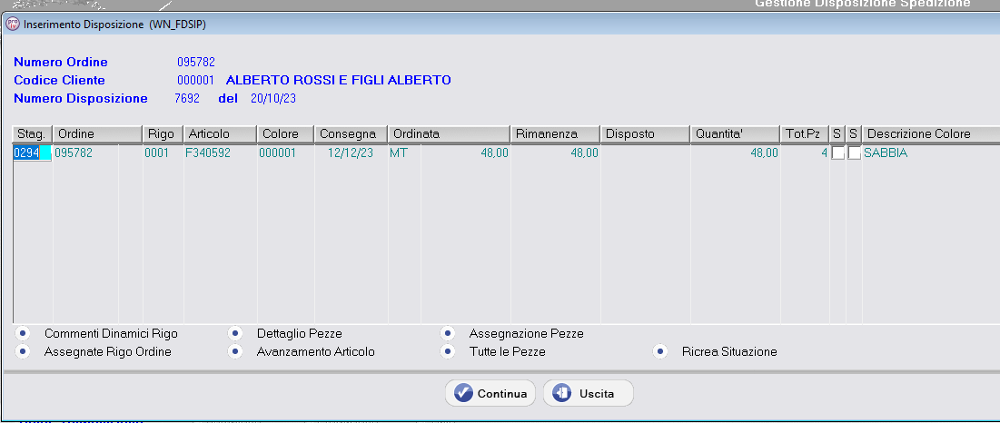 Gestione Disposizione Spedizione
Inserimento Disposizione (WN_FDSIP)
Numero Ordine 095782
Codice Cliente 000001 ALBERTO ROSSI E FIGLI ALBERTO
Numero Disposizione 7692 del 20/10/23
Stag. Ordine Rigo Articolo Colore Consegna Ordinata Rimanenza Disposto Quantita' Tot.Pz S S Descrizione Colore
0294 095782 0001 F340592 000001 12/12/23 MT 48,00 48,00 48,00 4 SABBIA
Commenti Dinamici Rigo Dettaglio Pezze Assegnazione Pezze
Assegnate Rigo Ordine Avanzamento Articolo Tutte le Pezze Ricrea Situazione
Continua Uscita